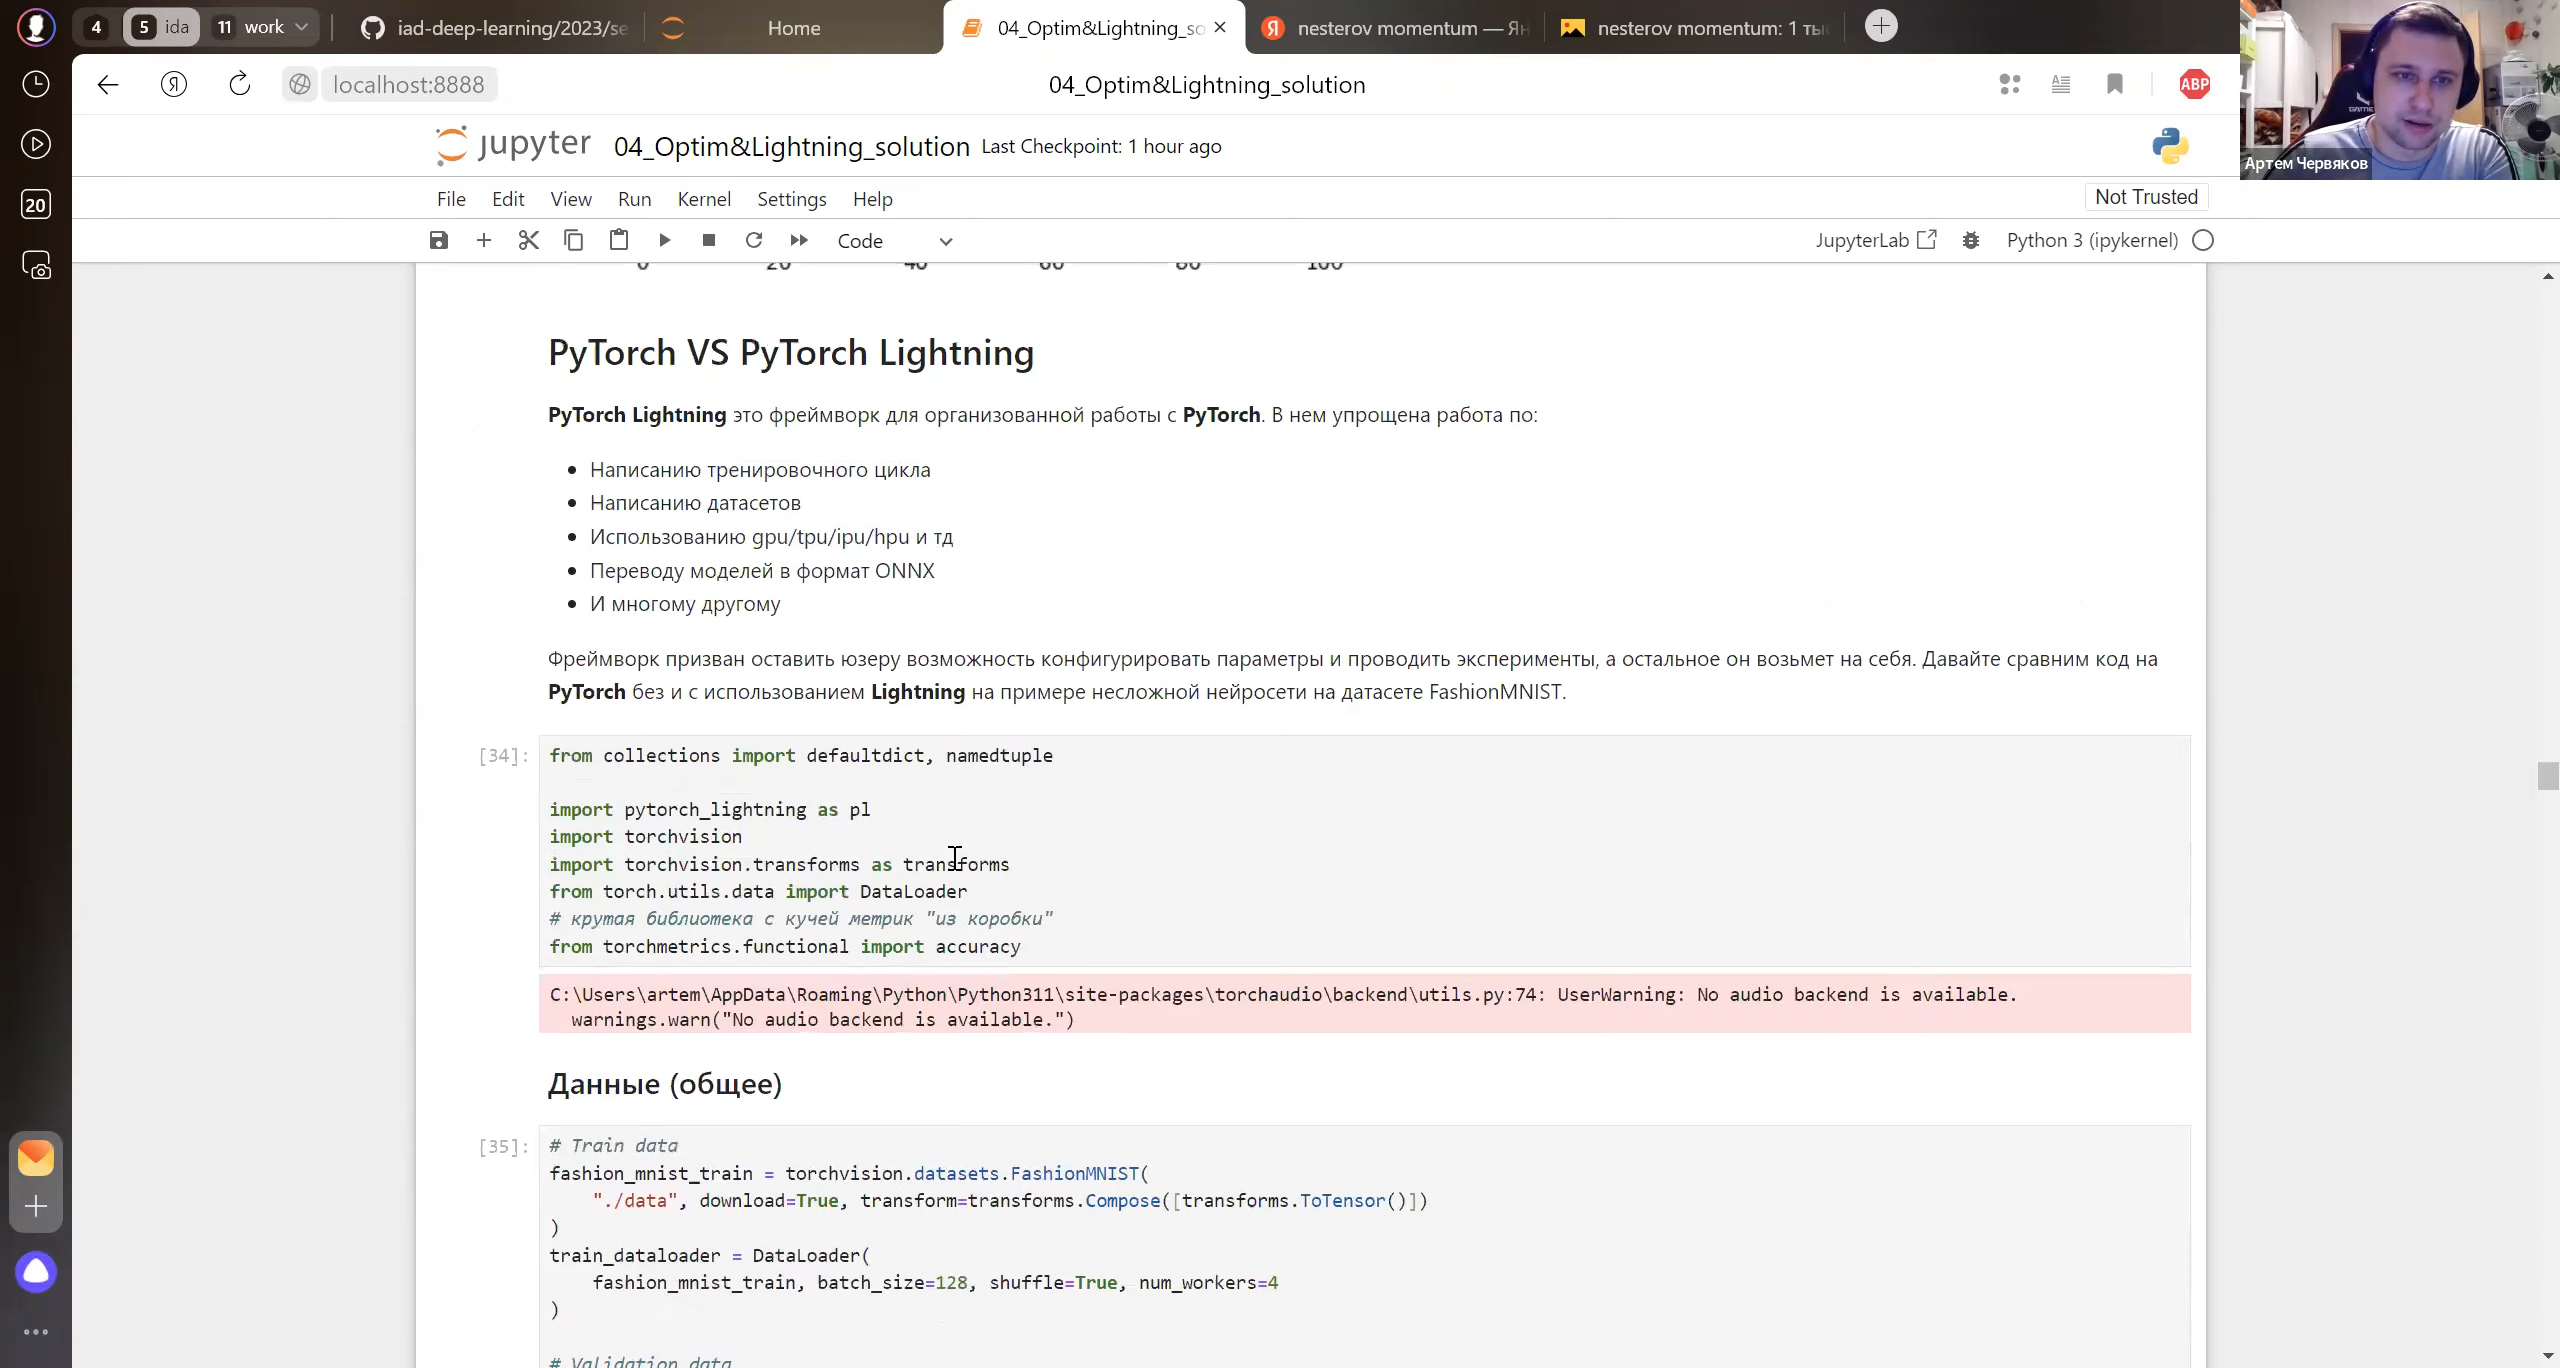 4 5 ida 11 work iad-deep-learning/2023/se Home 04_Optim&Lightning_so nesterov momentum — Ян nesterov momentum: 1 ты
localhost:8888 04_Optim&Lightning_solution ABP
jupyter 04_Optim&Lightning_solution Last Checkpoint: 1 hour ago
Артем Червяков
File Edit View Run Kernel Settings Help Not Trusted
20
Code JupyterLab Python 3 (ipykernel)
0 20 40 60 80 100
PyTorch VS PyTorch Lightning
PyTorch Lightning это фреймворк для организованной работы с PyTorch. В нем упрощена работа по:
• Написанию тренировочного цикла
• Написанию датасетов
• Использованию gpu/tpu/ipu/hpu и тд
• Переводу моделей в формат ONNX
• И многому другому
Фреймворк призван оставить юзеру возможность конфигурировать параметры и проводить эксперименты, а остальное он возьмет на себя. Давайте сравним код на
PyTorch без и с использованием Lightning на примере несложной нейросети на датасете FashionMNIST.
[34]: from collections import defaultdict, namedtuple
import pytorch_lightning as pl
import torchvision
import torchvision.transforms as transforms
from torch.utils.data import DataLoader
# крутая библиотека с кучей метрик "из коробки"
from torchmetrics.functional import accuracy
C:\Users\artem\AppData\Roaming\Python\Python311\site-packages\torchaudio\backend\utils.py:74: UserWarning: No audio backend is available.
warnings.warn("No audio backend is available.")
Данные (общее)
[35]: # Train data
fashion_mnist_train = torchvision.datasets.FashionMNIST(
"./data", download=True, transform=transforms.Compose([transforms.ToTensor()])
)
train_dataloader = DataLoader(
fashion_mnist_train, batch_size=128, shuffle=True, num_workers=4
)
# Validation data